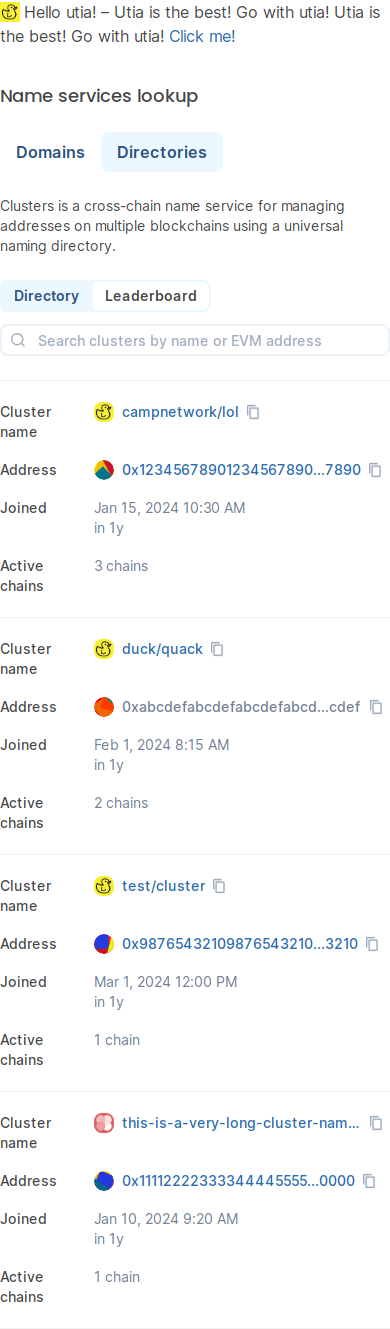 Hello utia! – Utia is the best! Go with utia! Utia is
the best! Go with utia! Click me!
Name services lookup
Domains Directories
Clusters is a cross-chain name service for managing
addresses on multiple blockchains using a universal
naming directory.
Directory Leaderboard
Search clusters by name or EVM address
Cluster name campnetwork/lol
Address 0x12345678901234567890...7890
Joined Jan 15, 2024 10:30 AM
in 1y
Active chains 3 chains
Cluster name duck/quack
Address 0xabcdefabcdefabcdefabcd...cdef
Joined Feb 1, 2024 8:15 AM
in 1y
Active chains 2 chains
Cluster name test/cluster
Address 0x98765432109876543210...3210
Joined Mar 1, 2024 12:00 PM
in 1y
Active chains 1 chain
Cluster name this-is-a-very-long-cluster-nam...
Address 0x11112222333344445555...0000
Joined Jan 10, 2024 9:20 AM
in 1y
Active chains 1 chain